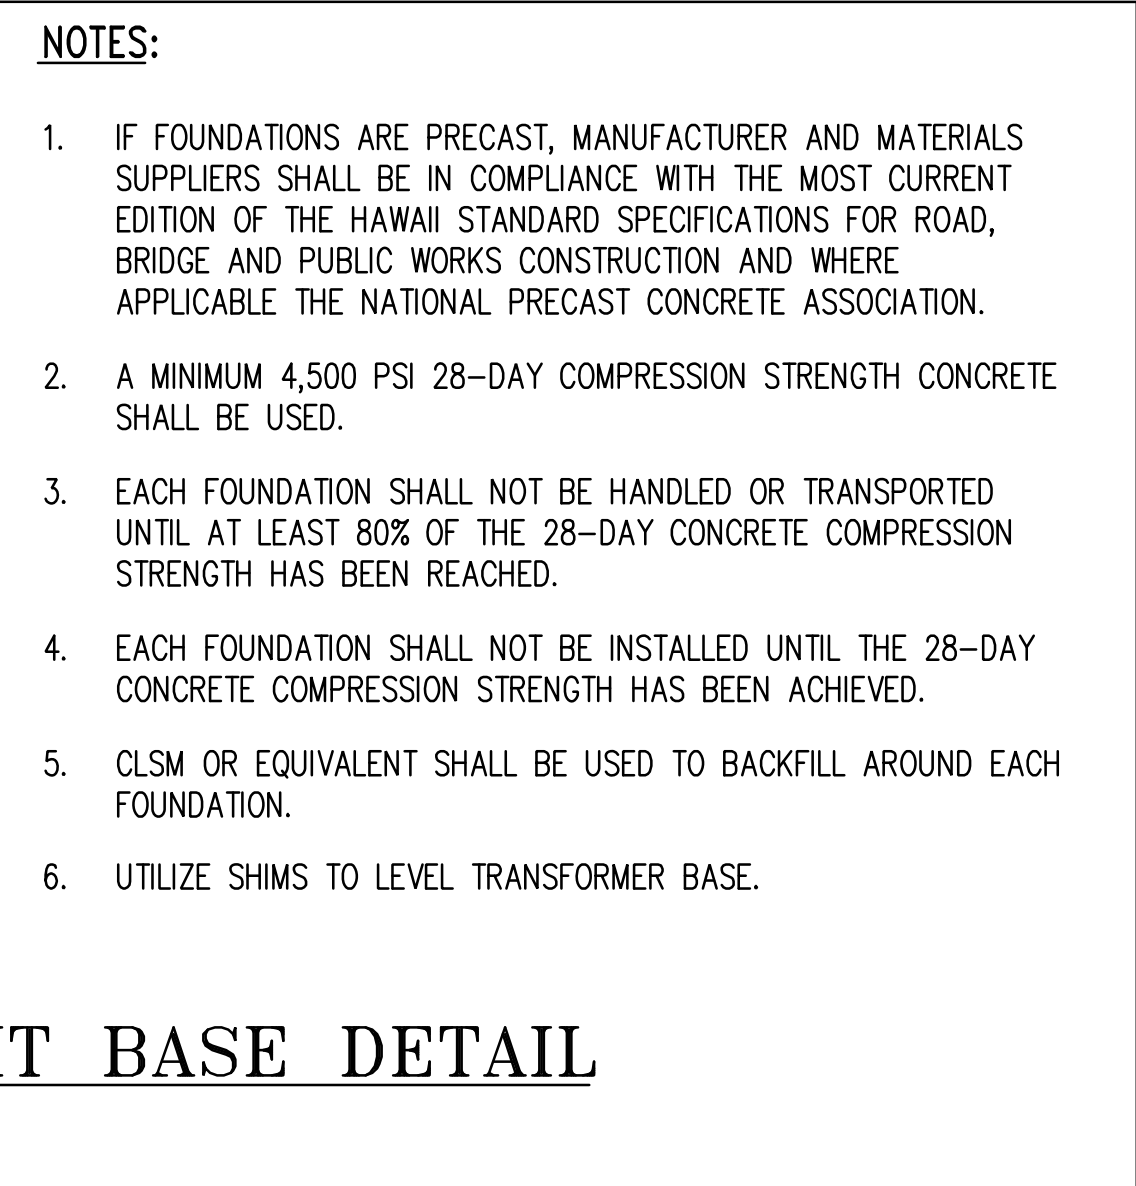 NOTES:
1. IF FOUNDATIONS ARE PRECAST, MANUFACTURER AND MATERIALS
SUPPLIERS SHALL BE IN COMPLIANCE WITH THE MOST CURRENT
EDITION OF THE HAWAII STANDARD SPECIFICATIONS FOR ROAD,
BRIDGE AND PUBLIC WORKS CONSTRUCTION AND WHERE
APPLICABLE THE NATIONAL PRECAST CONCRETE ASSOCIATION.
2. A MINIMUM 4,500 PSI 28-DAY COMPRESSION STRENGTH CONCRETE
SHALL BE USED.
3. EACH FOUNDATION SHALL NOT BE HANDLED OR TRANSPORTED
UNTIL AT LEAST 80% OF THE 28-DAY CONCRETE COMPRESSION
STRENGTH HAS BEEN REACHED.
4. EACH FOUNDATION SHALL NOT BE INSTALLED UNTIL THE 28-DAY
CONCRETE COMPRESSION STRENGTH HAS BEEN ACHIEVED.
5. CLSM OR EQUIVALENT SHALL BE USED TO BACKFILL AROUND EACH
FOUNDATION.
6. UTILIZE SHIMS TO LEVEL TRANSFORMER BASE.
BASE DETAIL